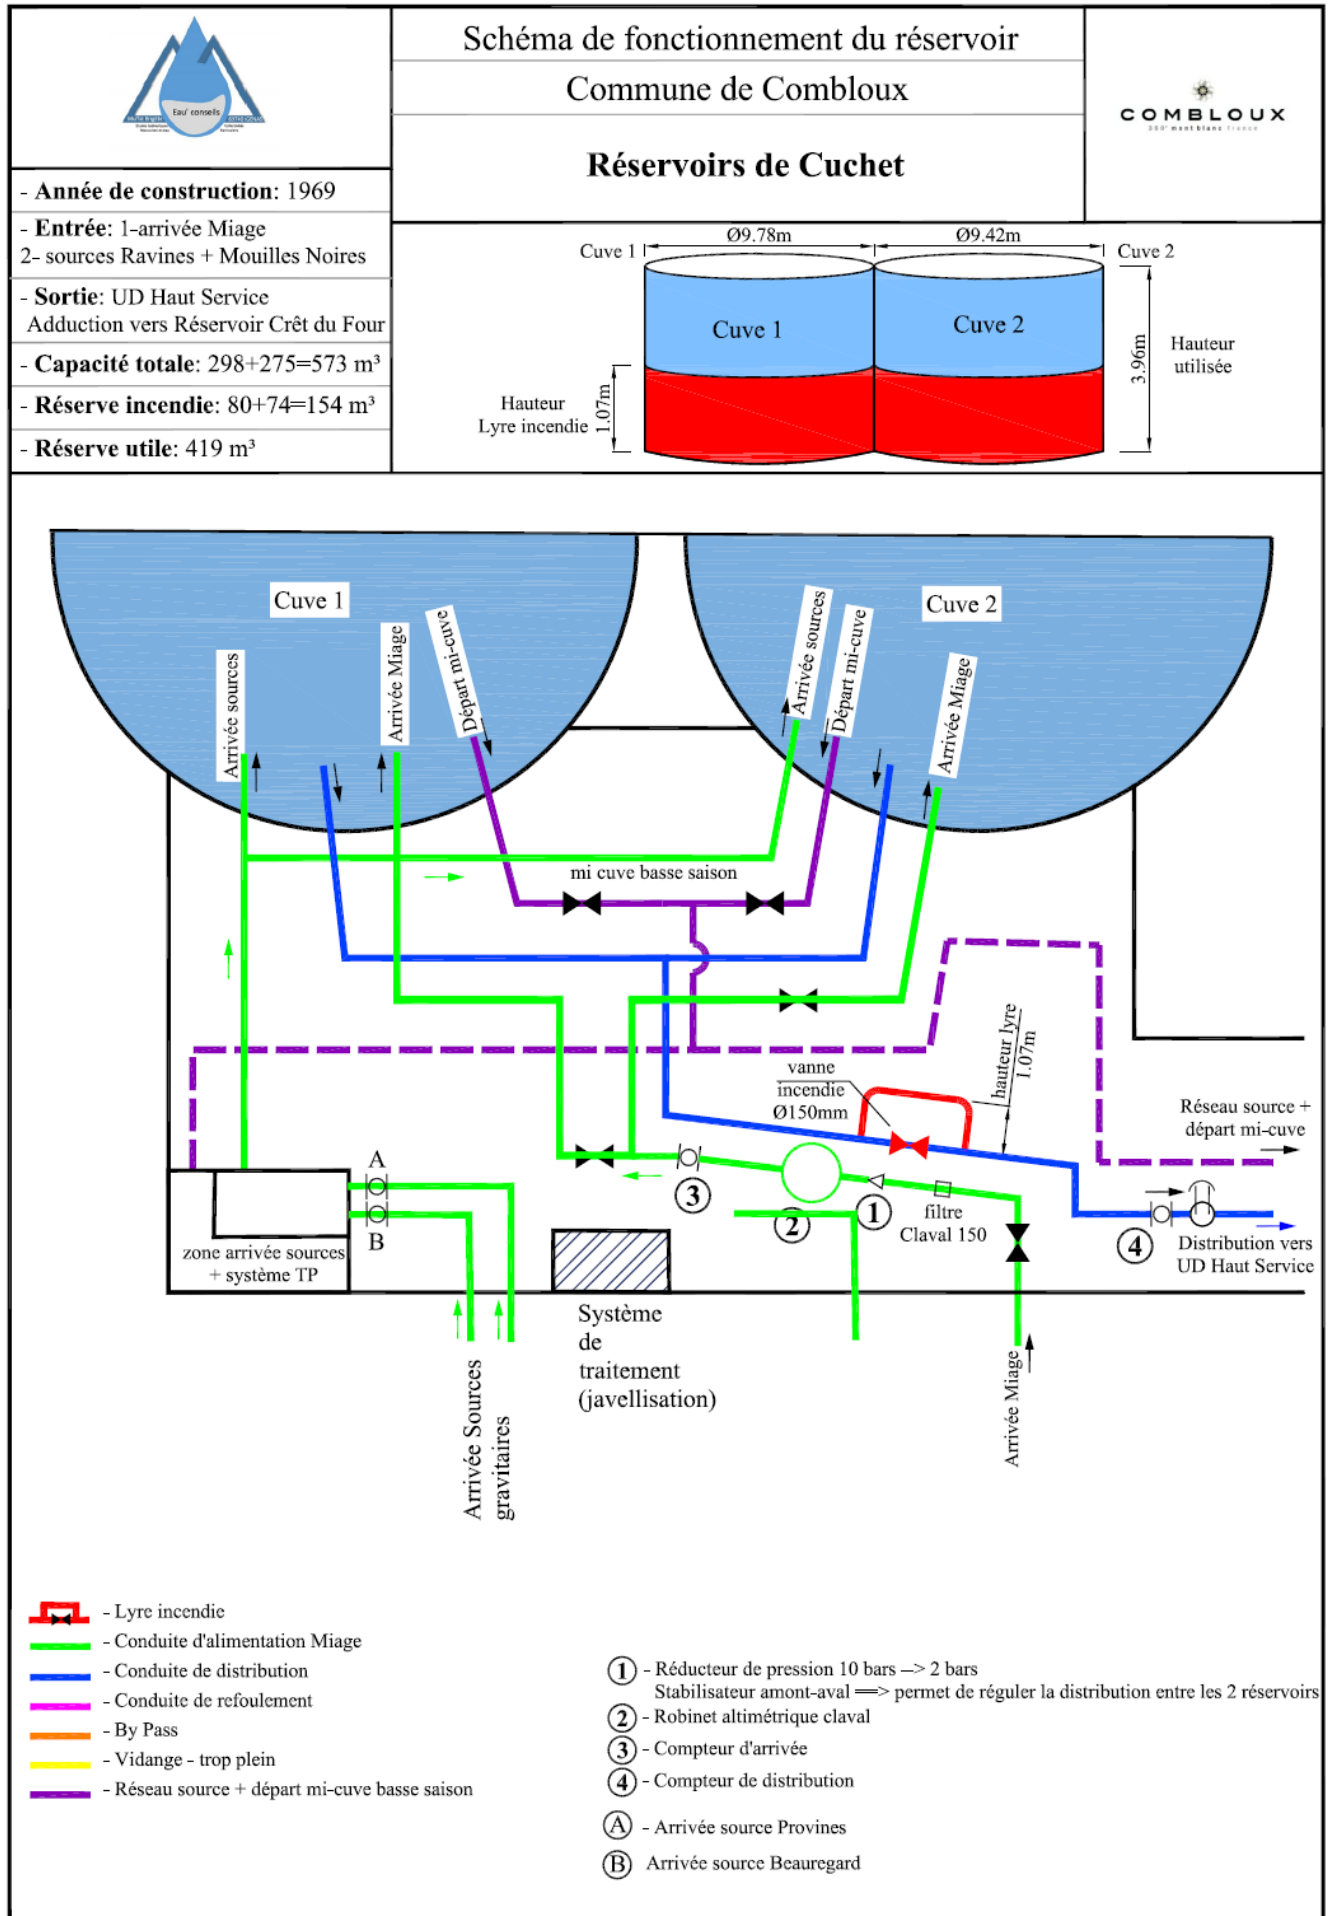 Schéma de fonctionnement du réservoir
Commune de Combloux
Réservoirs de Cuchet
Eau' conseils
COMBLOUX
360° mont blanc france
- Année de construction: 1969
- Entrée: 1-arrivée Miage
2- sources Ravines + Mouilles Noires
- Sortie: UD Haut Service
Adduction vers Réservoir Crêt du Four
- Capacité totale: 298+275=573 m³
- Réserve incendie: 80+74=154 m³
- Réserve utile: 419 m³
Cuve 1
Ø9.78m
Ø9.42m
Cuve 2
Cuve 1
Cuve 2
Hauteur
Lyre incendie
1.07m
3.96m
Hauteur
utilisée
Cuve 1
Cuve 2
Arrivée sources
Arrivée Miage
Départ mi-cuve
Arrivée sources
Départ mi-cuve
Arrivée Miage
mi cuve basse saison
vanne
incendie
Ø150mm
hauteur lyre
1.07m
Réseau source +
départ mi-cuve
A
B
3
2
1
filtre
Claval 150
4
Distribution vers
UD Haut Service
zone arrivée sources
+ système TP
Système
de
traitement
(javellisation)
Arrivée Sources
gravitaires
Arrivée Miage
- Lyre incendie
- Conduite d'alimentation Miage
- Conduite de distribution
- Conduite de refoulement
- By Pass
- Vidange - trop plein
- Réseau source + départ mi-cuve basse saison
1 - Réducteur de pression 10 bars --> 2 bars
Stabilisateur amont-aval ==> permet de réguler la distribution entre les 2 réservoirs
2 - Robinet altimétrique claval
3 - Compteur d'arrivée
4 - Compteur de distribution
A - Arrivée source Provines
B Arrivée source Beauregard